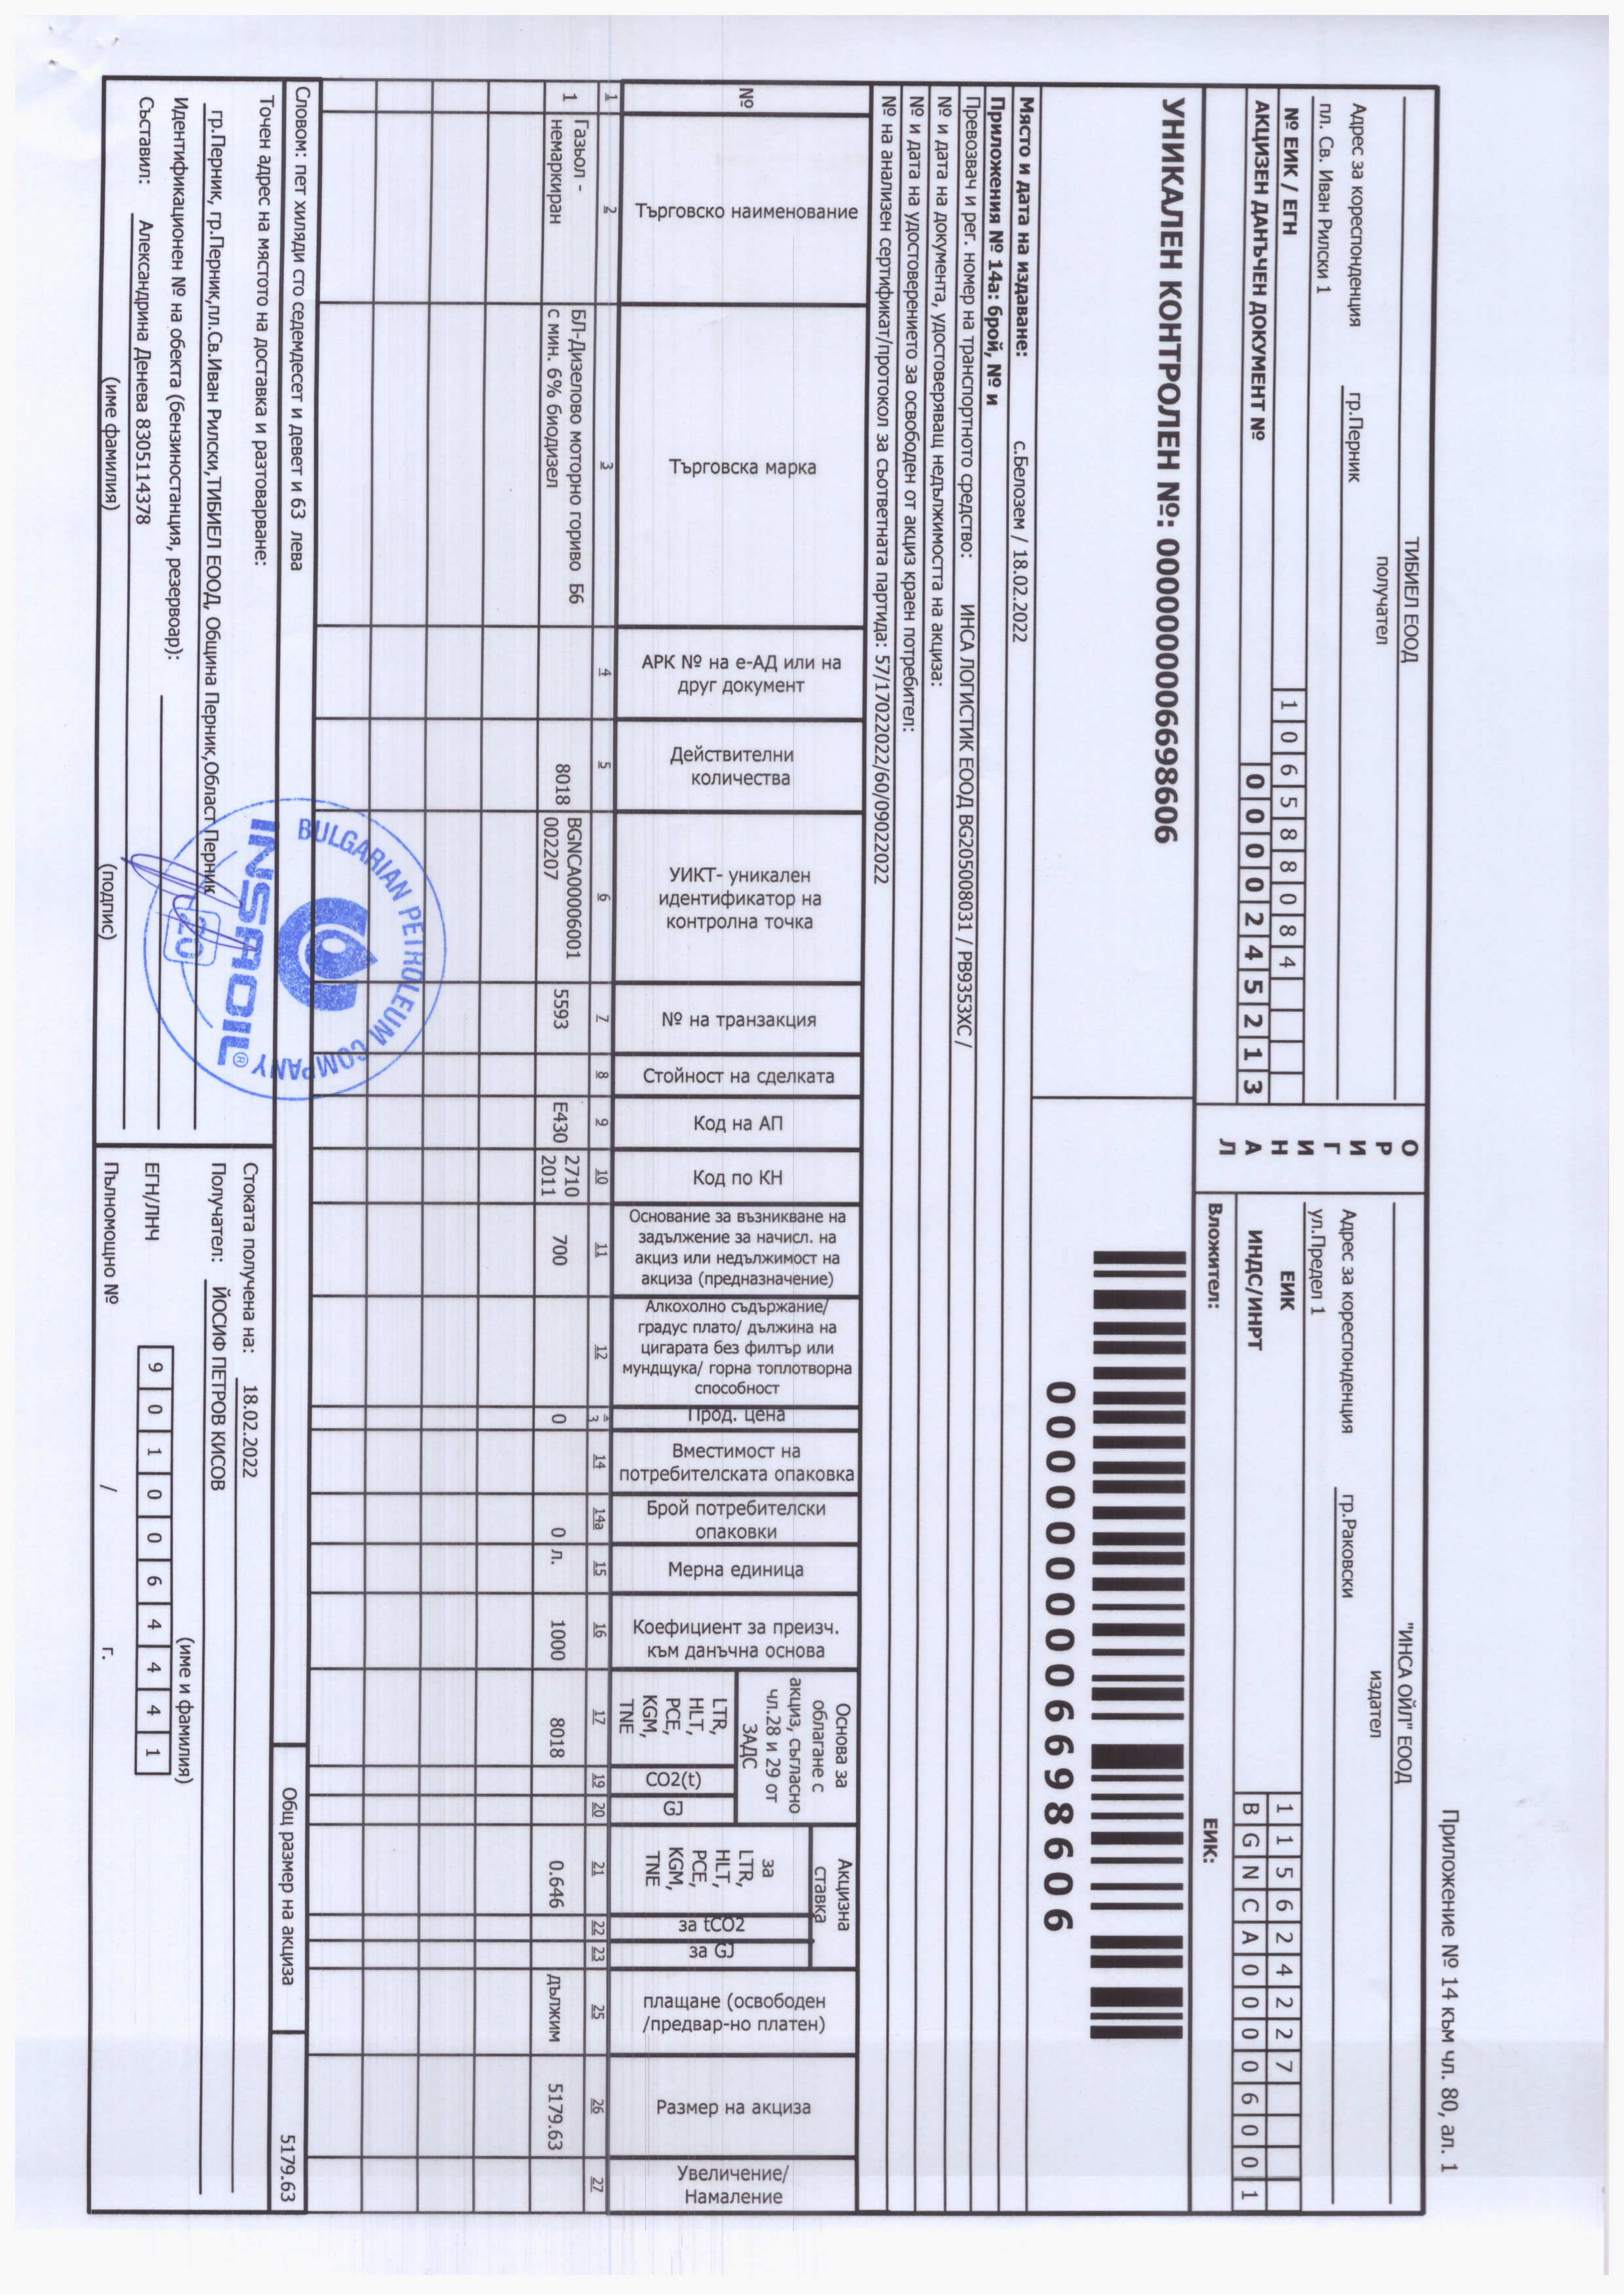 Приложение № 14 към чл. 80, ал. 1
ТИБИЕЛ ЕООД
получател
Адрес за кореспонденция гр.Перник
пл. Св. Иван Рилски 1
№ ЕИК / ЕГН 1 0 6 5 8 8 0 8 4
АКЦИЗЕН ДАНЪЧЕН ДОКУМЕНТ № 0 0 0 0 2 4 5 2 1 3
О Р И Г И Н А Л
"ИНСА ОЙЛ" ЕООД
издател
Адрес за кореспонденция гр.Раковски
ул.Предел 1
ЕИК 1 1 5 6 2 4 2 2 7
ИНДС/ИНРТ B G N C A 0 0 0 0 6 0 0 1
Вложител: ЕИК:
УНИКАЛЕН КОНТРОЛЕН №: 0000000006698606
0000000006698606
Място и дата на издаване: с.Белозем / 18.02.2022
Приложения № 14а: брой, № и
Превозвач и рег. номер на транспортното средство: ИНСА ЛОГИСТИК ЕООД BG205008031 / PB9353XC /
№ и дата на документа, удостоверяващ недължимостта на акциза:
№ и дата на удостоверението за освободен от акциз краен потребител:
№ на анализен сертификат/протокол за съответната партида: 57/17022022/60/09022022
№
Търговско наименование
Търговска марка
АРК № на е-АД или на
друг документ
Действителни
количества
УИКТ- уникален
идентификатор на
контролна точка
№ на транзакция
Стойност на сделката
Код на АП
Код по КН
Основание за възникване на
задължение за начисл. на
акциз или недължимост на
акциза (предназначение)
Алкохолно съдържание/
градус плато/ дължина на
цигарата без филтър или
мундщука/ горна топлотворна
способност
Прод. цена
Вместимост на
потребителската опаковка
Брой потребителски
опаковки
Мерна единица
Коефициент за преизч.
към данъчна основа
Основа за
облагане с
акциз, съгласно
чл.28 и 29 от
ЗАДС
LTR,
HLT,
PCE,
KGM,
TNE
CO2(t)
GJ
Акцизна
ставка
за
LTR,
HLT,
PCE,
KGM,
TNE
за tCO2
за GJ
плащане (освободен
/предвар-но платен)
Размер на акциза
Увеличение/
Намаление
1 2 3 4 5 6 7 8 9 10 11 12 13 14 14а 15 16 17 19 20 21 22 23 25 26 27
1 Газьол - БЛ-Дизелово моторно гориво Б6 8018 BGNCA00006001 5593 E430 2710 700 0 0 л. 1000 8018 0.646 дължим 5179.63
немаркиран с мин. 6% биодизел 002207 2011
Словом: пет хиляди сто седемдесет и девет и 63 лева
Общ размер на акциза 5179.63
Точен адрес на мястото на доставка и разтоварване:
гр.Перник, гр.Перник,пл.Св.Иван Рилски,ТИБИЕЛ ЕООД, Община Перник,Област Перник
Идентификационен № на обекта (бензиностанция, резервоар):
Съставил: Александрина Денева 8305114378
(име фамилия) (подпис)
BULGARIAN PETROLEUM COMPANY
INSAOIL®
20
Стоката получена на: 18.02.2022
Получател: ЙОСИФ ПЕТРОВ КИСОВ
(име и фамилия)
ЕГН/ЛНЧ 9 0 1 0 0 6 4 4 4 1
Пълномощно № / г.